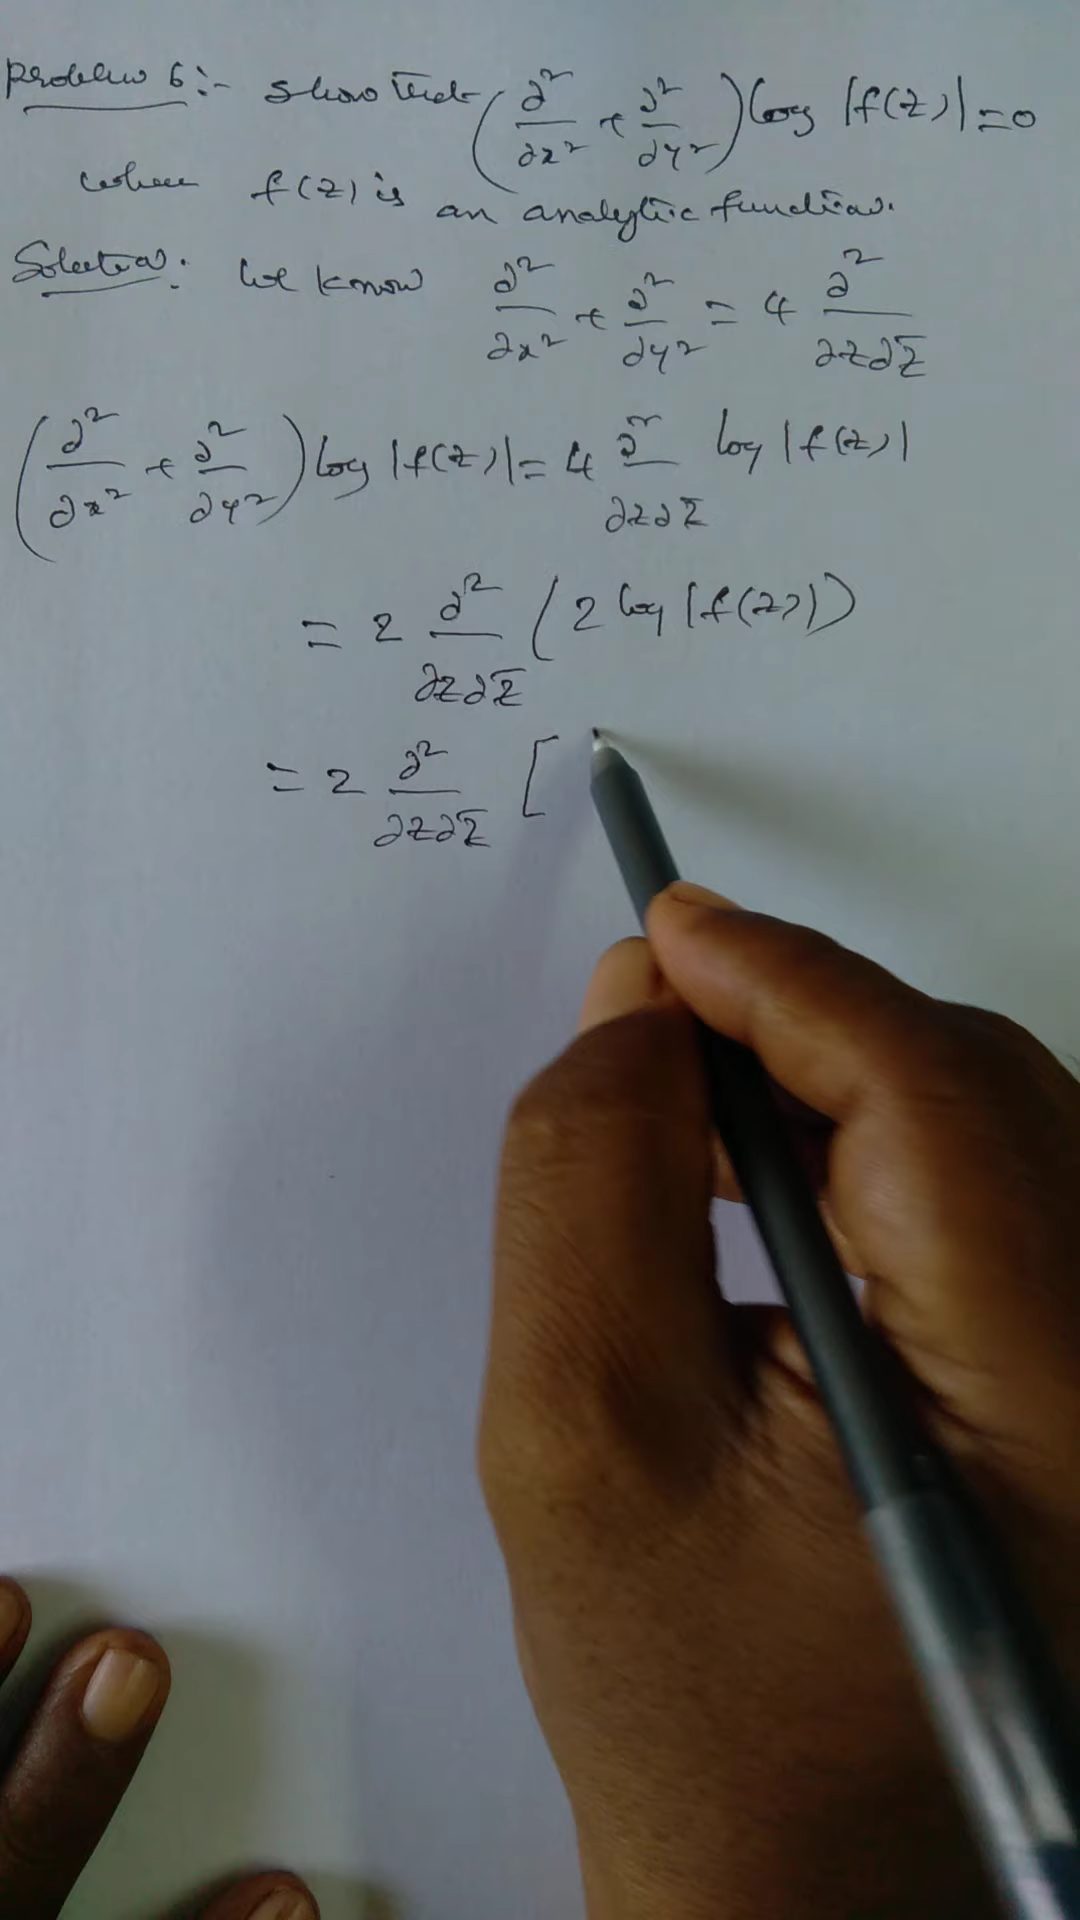 Problem 6:- Show that (∂²/∂x² + ∂²/∂y²) log |f(z)| = 0
where f(z) is an analytic function.
Solution: We know ∂²/∂x² + ∂²/∂y² = 4 ∂²/∂z∂z̅
(∂²/∂x² + ∂²/∂y²) log |f(z)| = 4 ∂²/∂z∂z̅ log |f(z)|
= 2 ∂²/∂z∂z̅ (2 log |f(z)|)
= 2 ∂²/∂z∂z̅ [